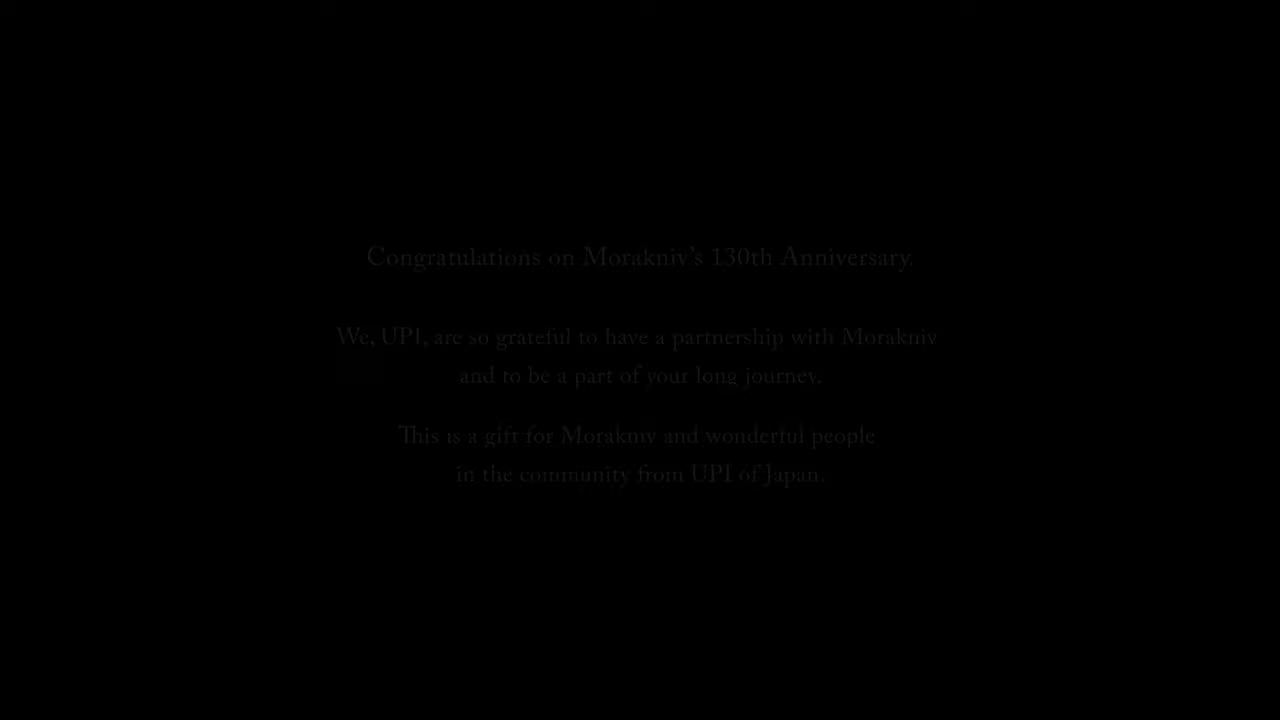 Congratulations on Morakniv's 130th Anniversary.
We, UPI, are so grateful to have a partnership with Morakniv
and to be a part of your long journey.
This is a gift for Morakniv and wonderful people
in the community from UPI of Japan.